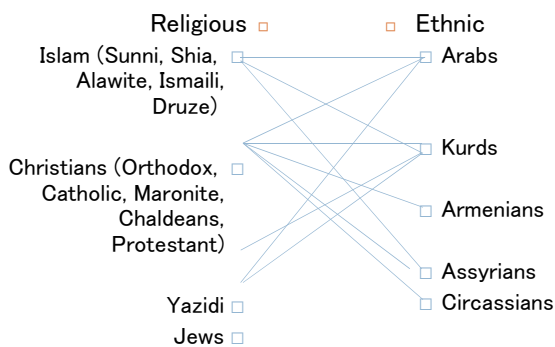 Religious
Islam (Sunni, Shia,
Alawite, Ismaili,
Druze)
Christians (Orthodox,
Catholic, Maronite,
Chaldeans,
Protestant)
Yazidi
Jews
Ethnic
Arabs
Kurds
Armenians
Assyrians
Circassians